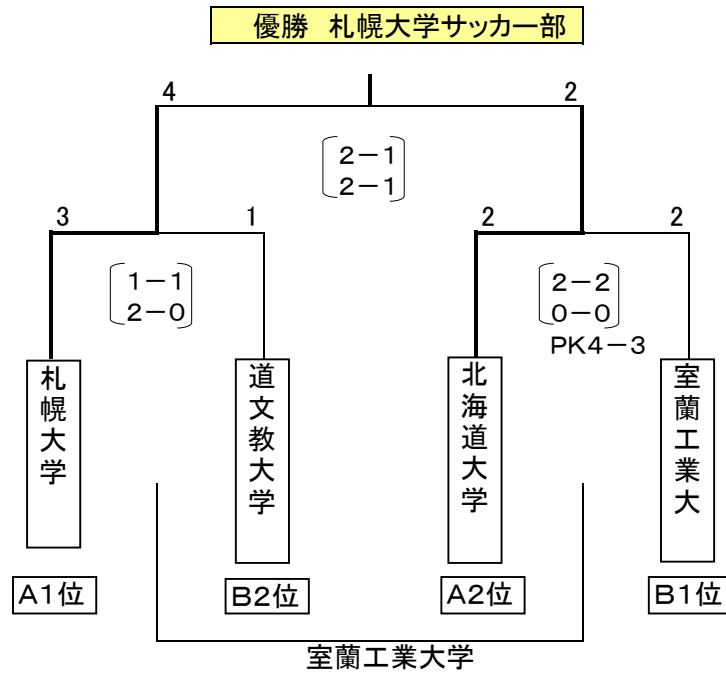 優勝 札幌大学サッカー部
4 2
2-1
2-1
3 1 2 2
1-1 2-2
2-0 0-0
PK4-3
札幌大学
道文教大学
北海道大学
室蘭工業大
A1位 B2位 A2位 B1位
室蘭工業大学